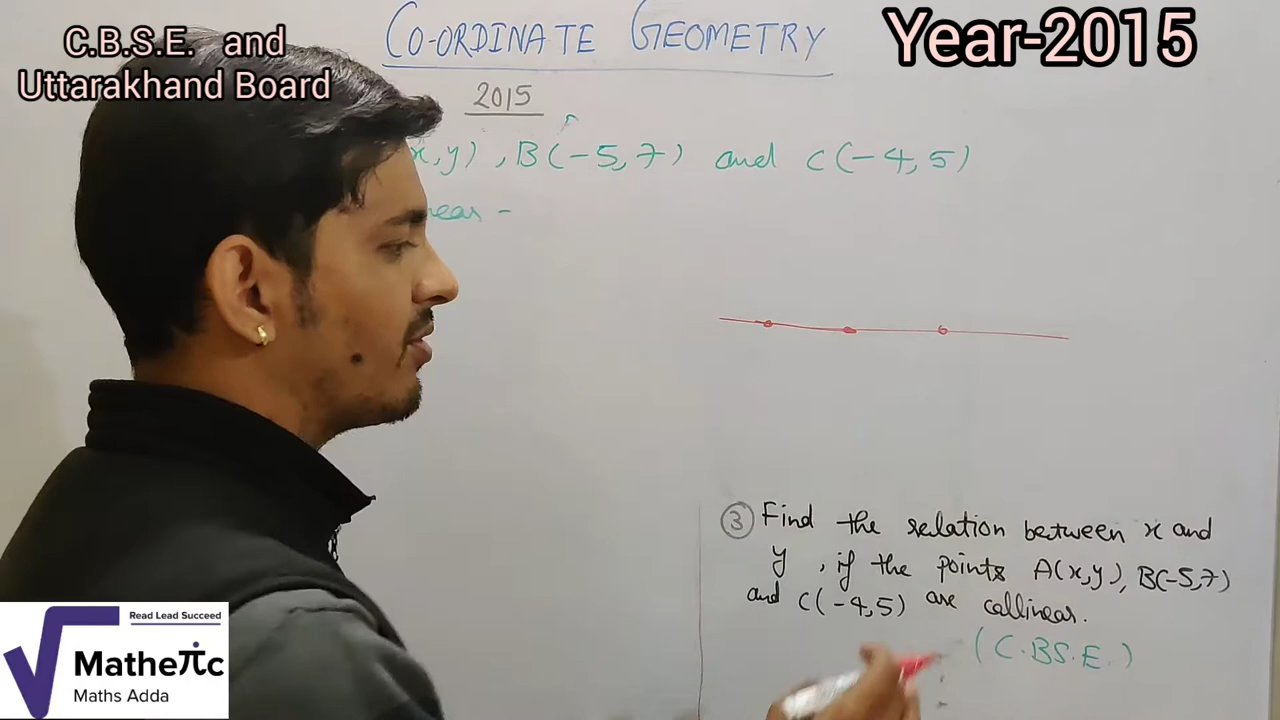 C.B.S.E. and
Uttarakhand Board
CO-ORDINATE GEOMETRY
Year-2015
2015
x,y), B(-5,7) and C(-4,5)
near -
③ Find the relation between x and
y, if the points A(x,y), B(-5,7)
and C(-4,5) are collinear.
(C.B.S.E.)
Read Lead Succeed
Matheπc
Maths Adda